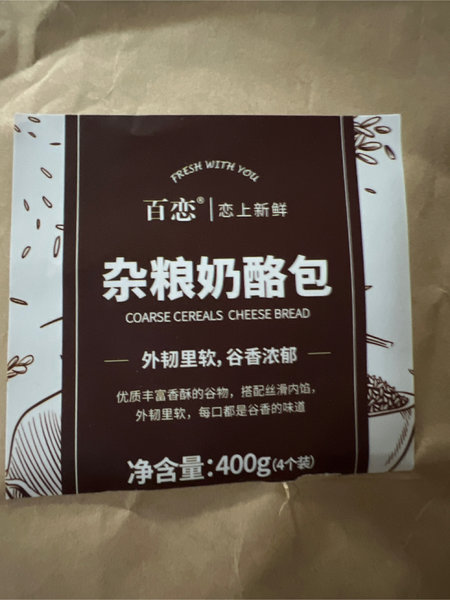 FRESH WITH YOU
百恋®|恋上新鲜
杂粮奶酪包
COARSE CEREALS CHEESE BREAD
外韧里软,谷香浓郁
优质丰富香酥的谷物，搭配丝滑内馅，
外韧里软，每口都是谷香的味道
净含量:400g(4个装)